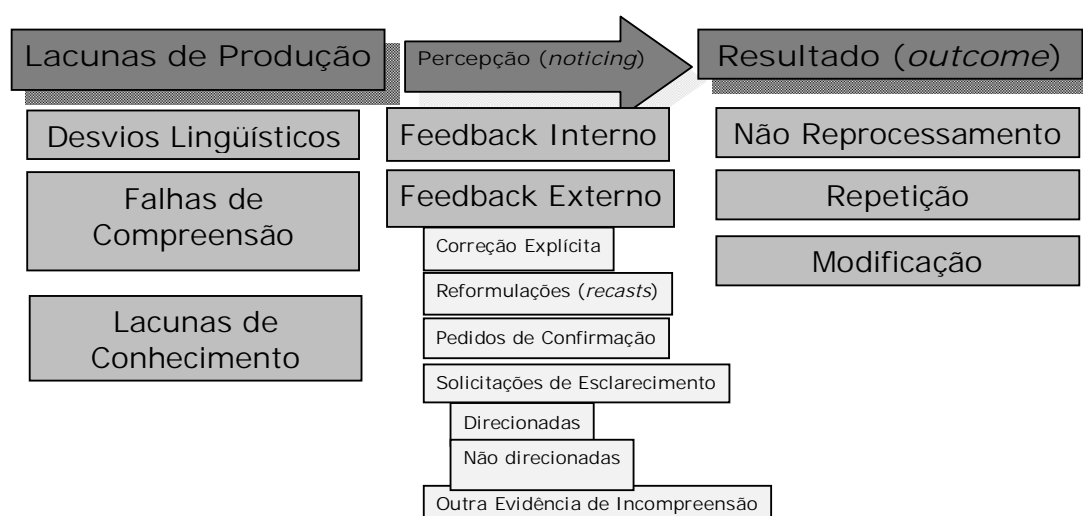 Lacunas de Produção
Desvios Lingüísticos
Falhas de
Compreensão
Lacunas de
Conhecimento
Percepção (noticing)
Feedback Interno
Feedback Externo
Correção Explícita
Reformulações (recasts)
Pedidos de Confirmação
Solicitações de Esclarecimento
Direcionadas
Não direcionadas
Outra Evidência de Incompreensão
Resultado (outcome)
Não Reprocessamento
Repetição
Modificação